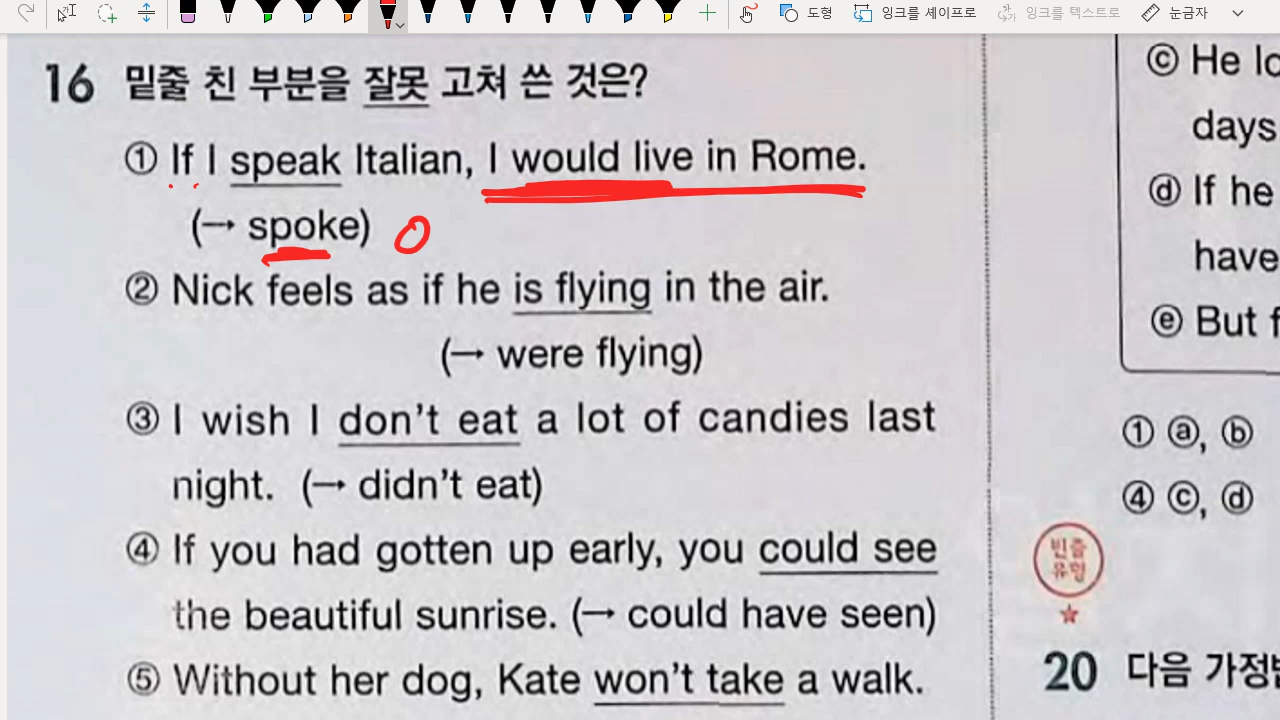 도형
잉크를 셰이프로
잉크를 텍스트로
눈금자
16 밑줄 친 부분을 잘못 고쳐 쓴 것은?
① If I speak Italian, I would live in Rome.
(→ spoke)
② Nick feels as if he is flying in the air.
(→ were flying)
③ I wish I don't eat a lot of candies last
night. (→ didn't eat)
④ If you had gotten up early, you could see
the beautiful sunrise. (→ could have seen)
⑤ Without her dog, Kate won't take a walk.
ⓒ He
days
ⓓ If he
have
ⓔ But
① ⓐ, ⓑ
④ ⓒ, ⓓ
빈출
유형
20 다음